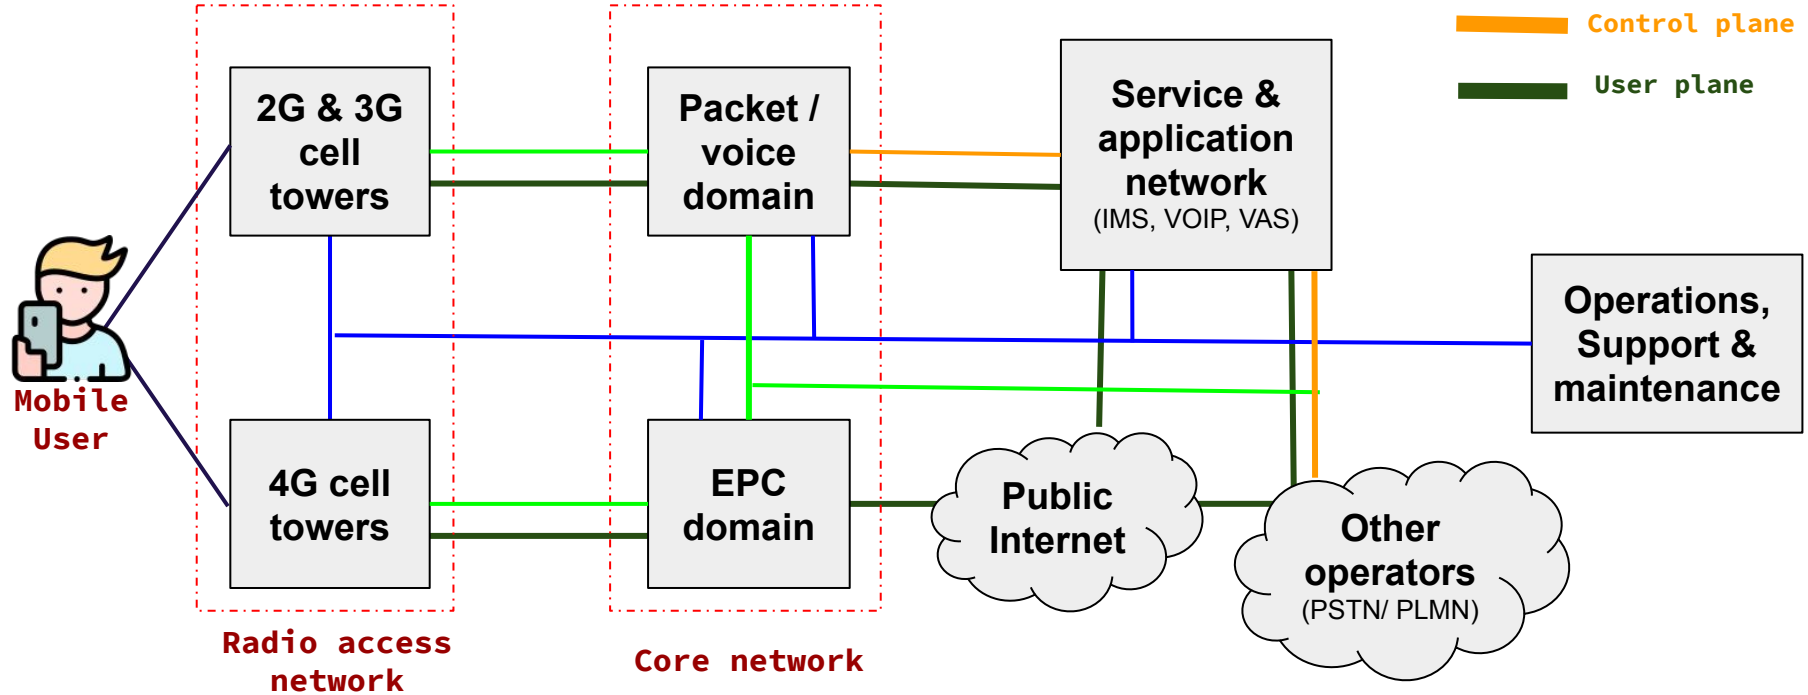 Control plane
User plane
2G & 3G
cell
towers
Packet /
voice
domain
Service &
application
network
(IMS, VOIP, VAS)
Operations,
Support &
maintenance
Mobile
User
4G cell
towers
EPC
domain
Public
Internet
Other
operators
(PSTN/ PLMN)
Radio access
network
Core network